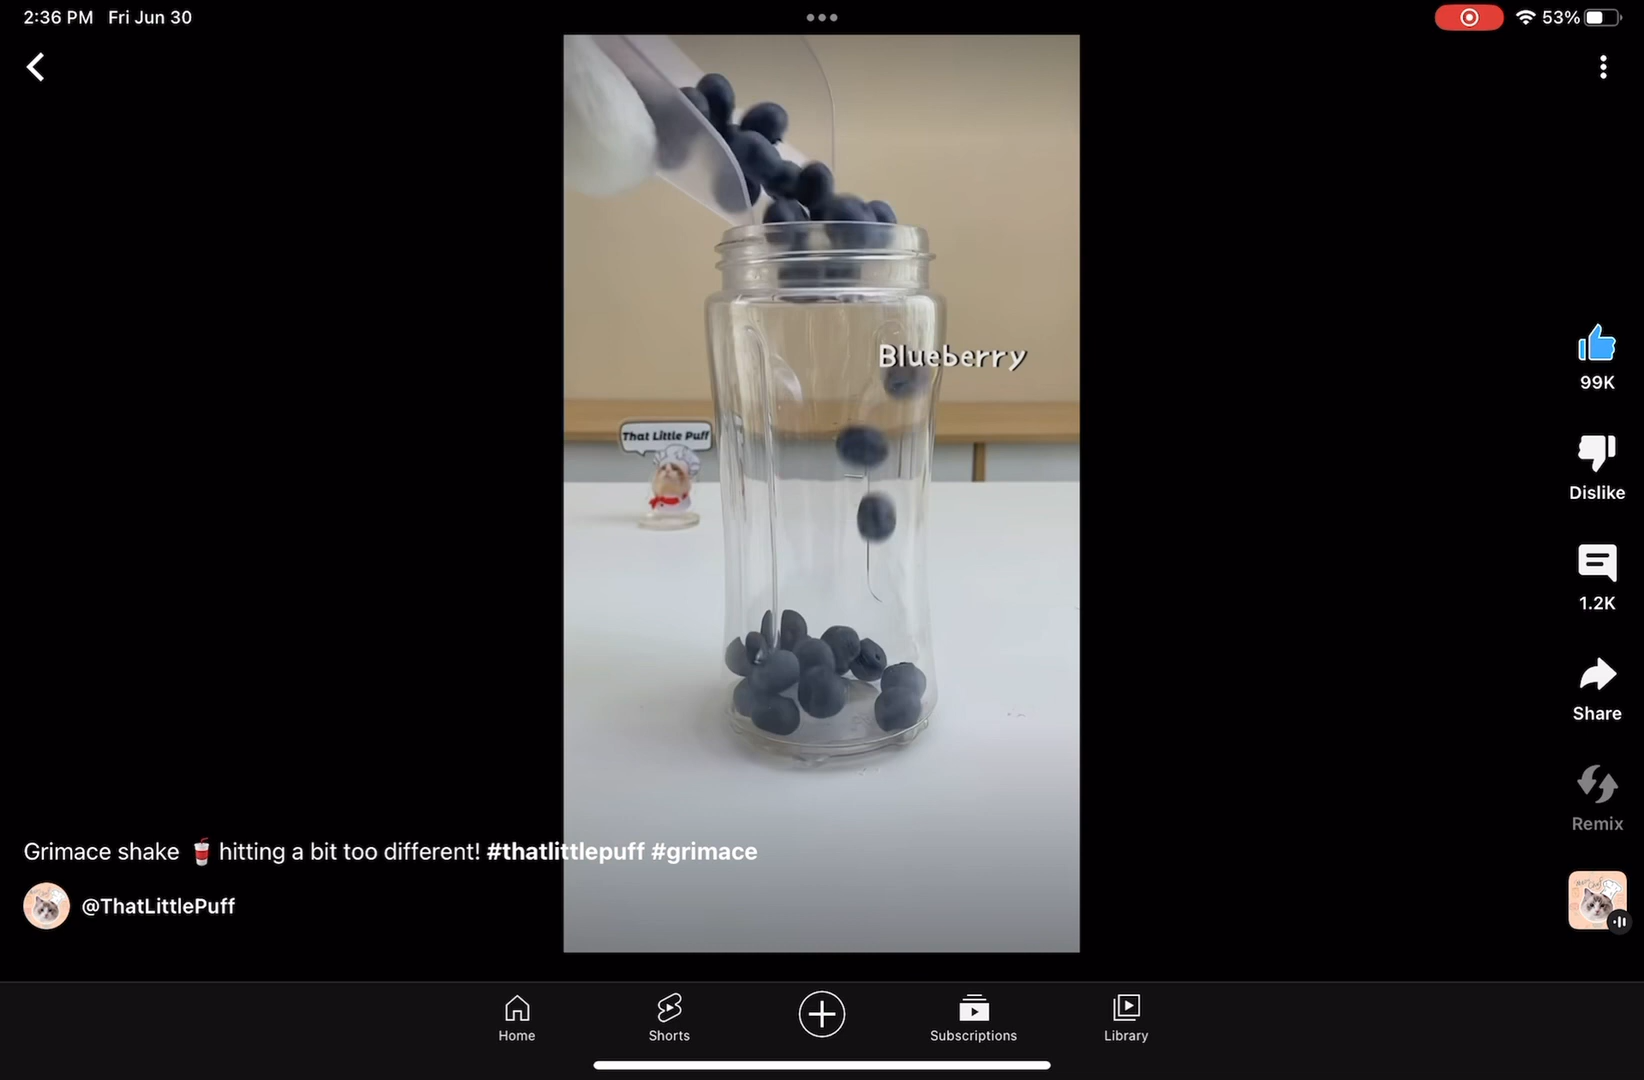 2:36 PM Fri Jun 30
53%
Blueberry
That Little Puff
99K
Dislike
1.2K
Share
Remix
Grimace shake 🥤 hitting a bit too different! #thatlittlepuff #grimace
@ThatLittlePuff
Home
Shorts
Subscriptions
Library